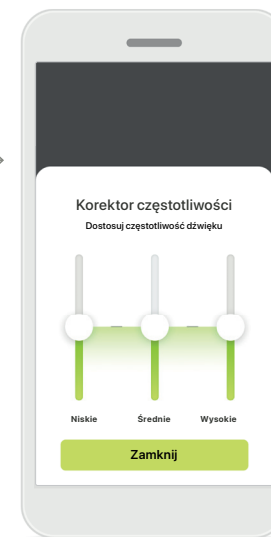 Korektor częstotliwości
Dostosuj częstotliwość dźwięku
Niskie Średnie Wysokie
Zamknij